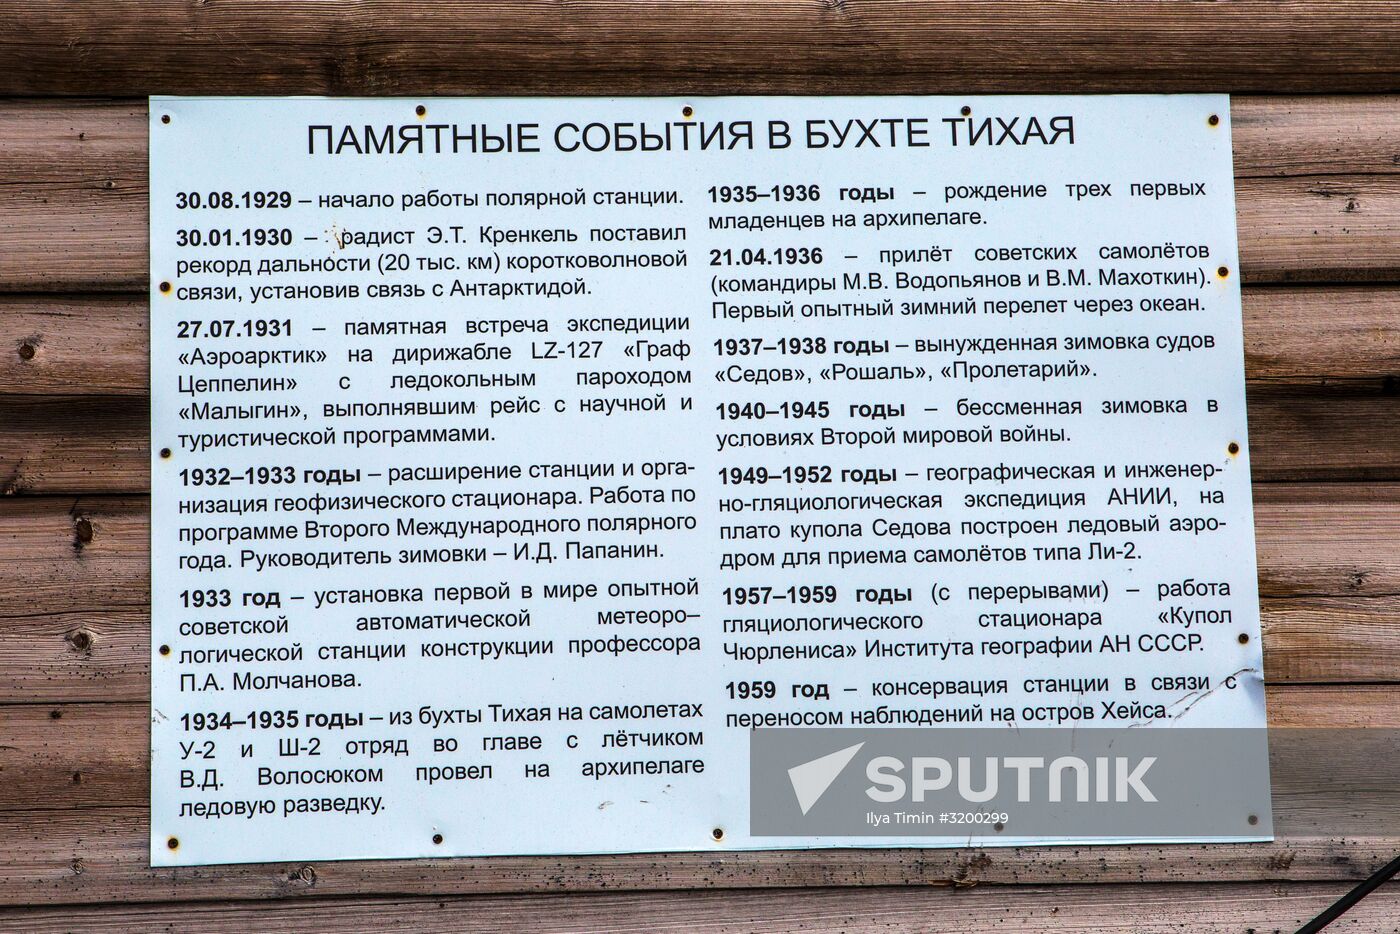 ПАМЯТНЫЕ СОБЫТИЯ В БУХТЕ ТИХАЯ
30.08.1929 – начало работы полярной станции.
30.01.1930 – радист Э.Т. Кренкель поставил
рекорд дальности (20 тыс. км) коротковолновой
связи, установив связь с Антарктидой.
27.07.1931 – памятная встреча экспедиции
«Аэроарктик» на дирижабле LZ-127 «Граф
Цеппелин» с ледокольным пароходом
«Малыгин», выполнявшим рейс с научной и
туристической программами.
1932–1933 годы – расширение станции и орга-
низация геофизического стационара. Работа по
программе Второго Международного полярного
года. Руководитель зимовки – И.Д. Папанин.
1933 год – установка первой в мире опытной
советской автоматической метеоро–
логической станции конструкции профессора
П.А. Молчанова.
1934–1935 годы – из бухты Тихая на самолетах
У-2 и Ш-2 отряд во главе с лётчиком
В.Д. Волосюком провел на архипелаге
ледовую разведку.
1935–1936 годы – рождение трех первых
младенцев на архипелаге.
21.04.1936 – прилёт советских самолётов
(командиры М.В. Водопьянов и В.М. Махоткин).
Первый опытный зимний перелет через океан.
1937–1938 годы – вынужденная зимовка судов
«Седов», «Рошаль», «Пролетарий».
1940–1945 годы – бессменная зимовка в
условиях Второй мировой войны.
1949–1952 годы – географическая и инженер-
но-гляциологическая экспедиция АНИИ, на
плато купола Седова построен ледовый аэро-
дром для приема самолётов типа Ли-2.
1957–1959 годы (с перерывами) – работа
гляциологического стационара «Купол
Чюрлениса» Института географии АН СССР.
1959 год – консервация станции в связи с
переносом наблюдений на остров Хейса.
SPUTNIK
Ilya Timin #3200299